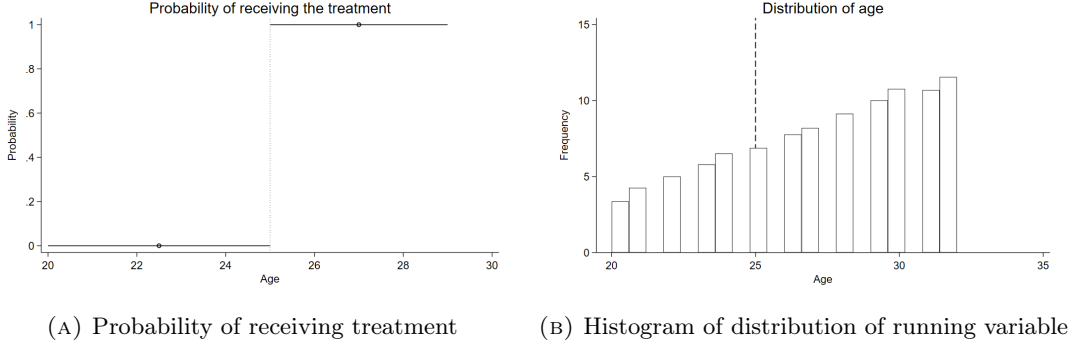 Probability of receiving the treatment
1
.8
.6
.4
.2
0
Probability
20
22
24
26
28
30
Age
(A) Probability of receiving treatment
Distribution of age
15
10
5
0
Frequency
20
25
30
35
Age
(B) Histogram of distribution of running variable